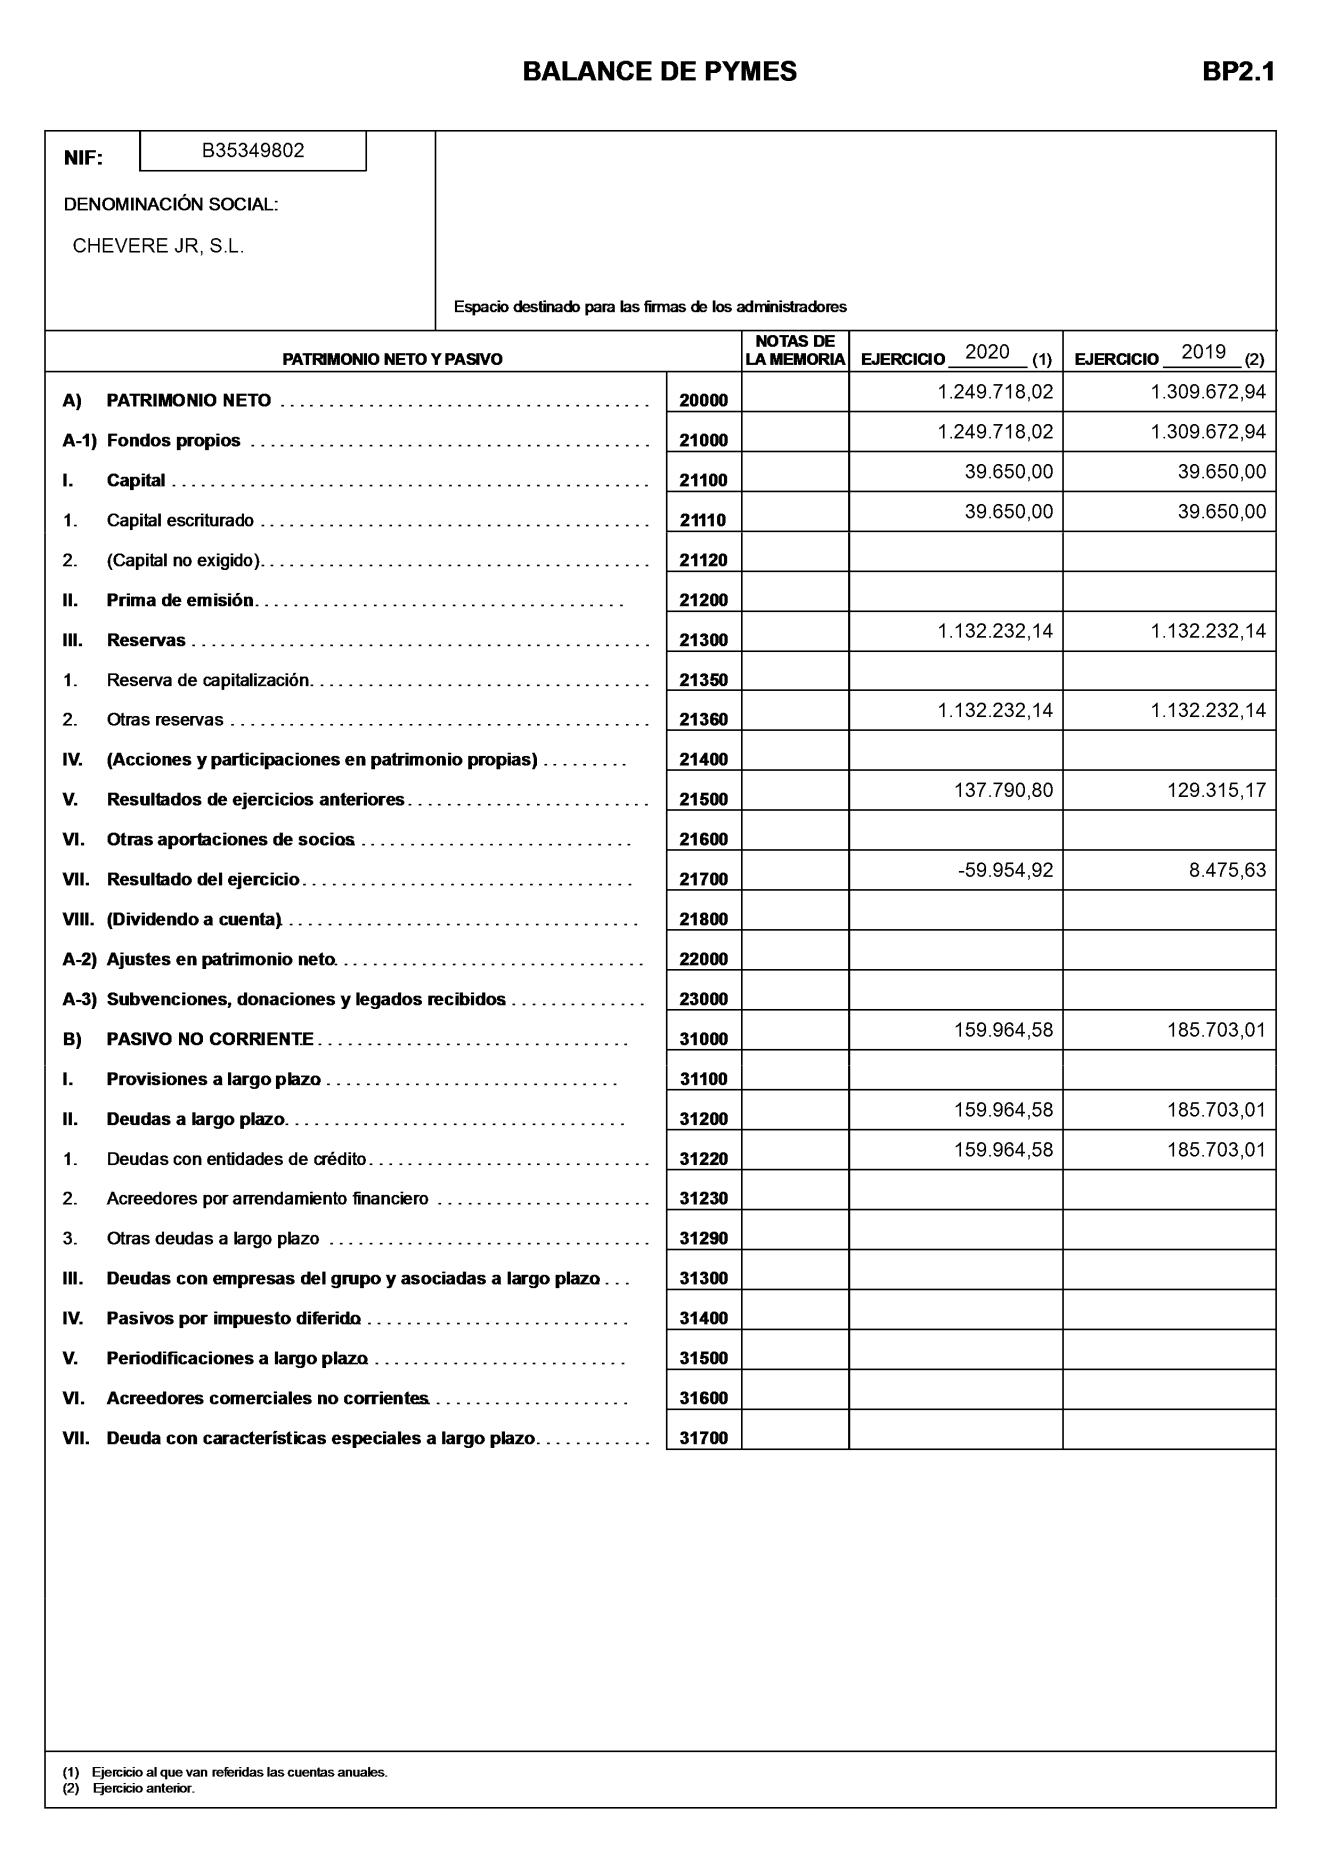 BALANCE DE PYMES BP2.1
NIF: B35349802
DENOMINACIÓN SOCIAL:
CHEVERE JR, S.L.
Espacio destinado para las firmas de los administradores
PATRIMONIO NETO Y PASIVO NOTAS DE LA MEMORIA EJERCICIO 2020 (1) EJERCICIO 2019 (2)
A) PATRIMONIO NETO 20000 1.249.718,02 1.309.672,94
A-1) Fondos propios 21000 1.249.718,02 1.309.672,94
I. Capital 21100 39.650,00 39.650,00
1. Capital escriturado 21110 39.650,00 39.650,00
2. (Capital no exigido) 21120
II. Prima de emisión 21200
III. Reservas 21300 1.132.232,14 1.132.232,14
1. Reserva de capitalización 21350
2. Otras reservas 21360 1.132.232,14 1.132.232,14
IV. (Acciones y participaciones en patrimonio propias) 21400
V. Resultados de ejercicios anteriores 21500 137.790,80 129.315,17
VI. Otras aportaciones de socios 21600
VII. Resultado del ejercicio 21700 -59.954,92 8.475,63
VIII. (Dividendo a cuenta) 21800
A-2) Ajustes en patrimonio neto 22000
A-3) Subvenciones, donaciones y legados recibidos 23000
B) PASIVO NO CORRIENTE 31000 159.964,58 185.703,01
I. Provisiones a largo plazo 31100
II. Deudas a largo plazo 31200 159.964,58 185.703,01
1. Deudas con entidades de crédito 31220 159.964,58 185.703,01
2. Acreedores por arrendamiento financiero 31230
3. Otras deudas a largo plazo 31290
III. Deudas con empresas del grupo y asociadas a largo plazo 31300
IV. Pasivos por impuesto diferido 31400
V. Periodificaciones a largo plazo 31500
VI. Acreedores comerciales no corrientes 31600
VII. Deuda con características especiales a largo plazo 31700
(1) Ejercicio al que van referidas las cuentas anuales.
(2) Ejercicio anterior.